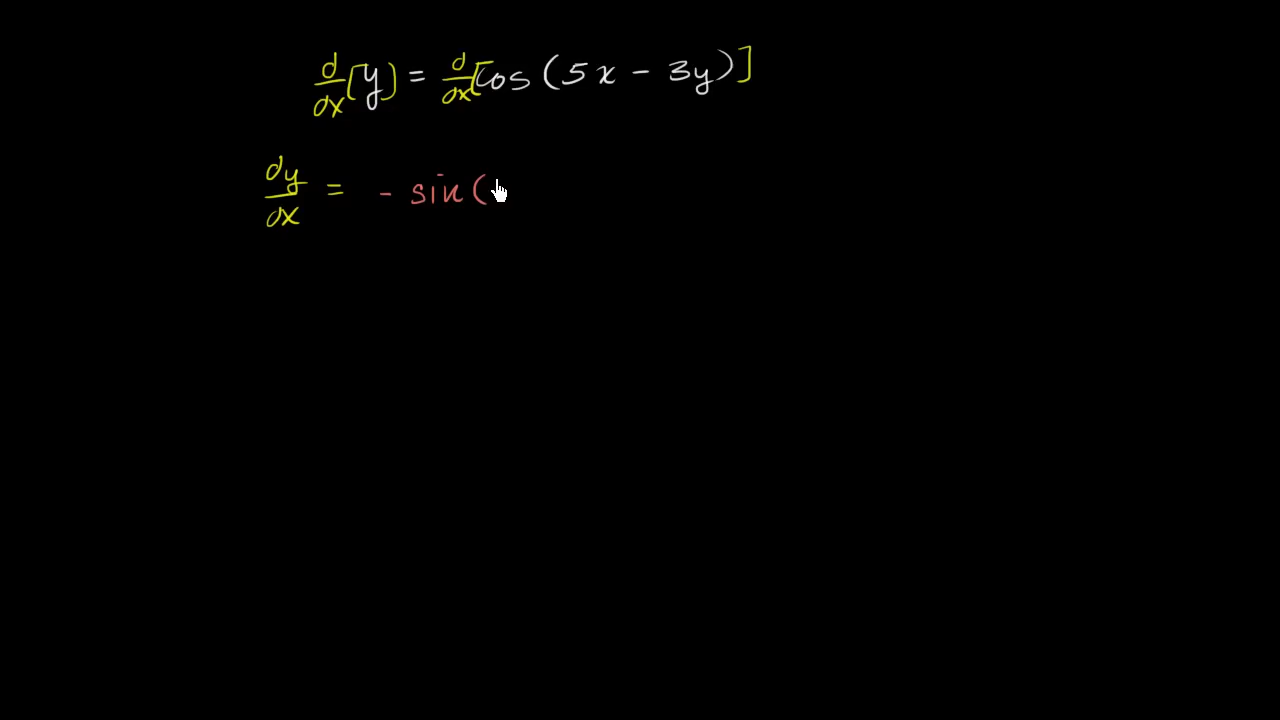 d/dx [y] = d/dx [cos (5x - 3y)]
dy/dx = - sin (